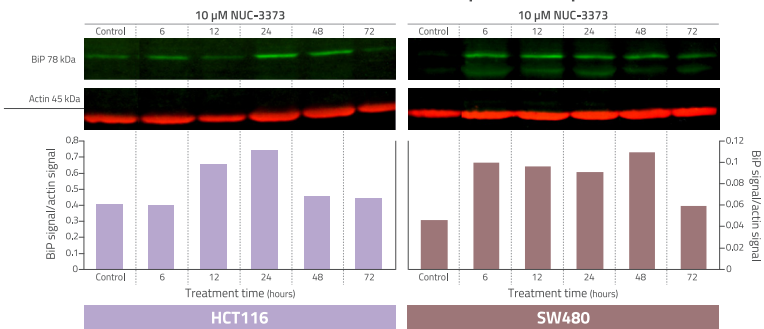 10 µM NUC-3373
10 µM NUC-3373
Control 6 12 24 48 72
Control 6 12 24 48 72
BiP 78 kDa
Actin 45 kDa
BiP signal/actin signal
0,8
0,7
0,6
0,5
0,4
0,3
0,2
0,1
0
Control 6 12 24 48 72
Treatment time (hours)
HCT116
0,12
0,1
0,08
0,06
0,04
0,02
0
BiP signal/actin signal
Control 6 12 24 48 72
Treatment time (hours)
SW480